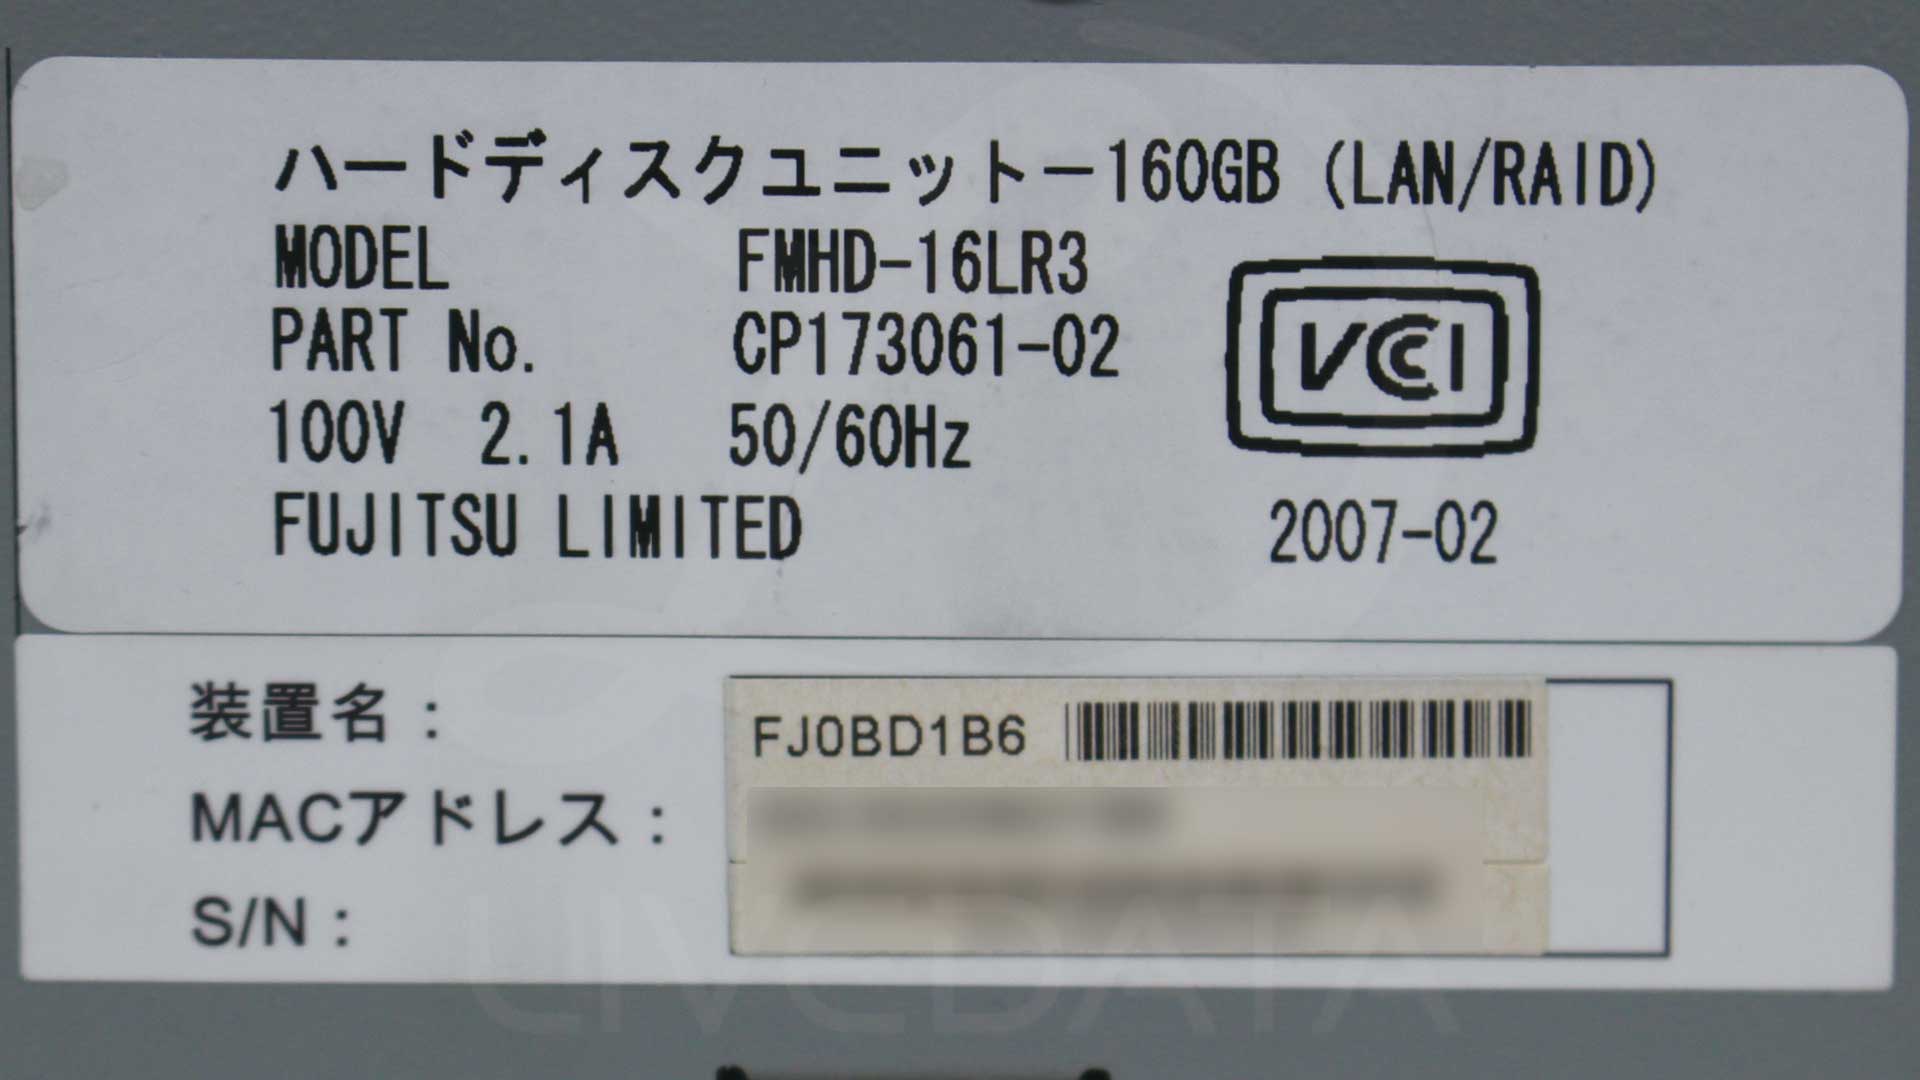 ハードディスクユニット－160GB (LAN/RAID)
MODEL FMHD-16LR3
PART No. CP173061-02
100V 2.1A 50/60Hz
VCCI
FUJITSU LIMITED 2007-02
装置名： FJ0BD1B6
MACアドレス：
S/N：
LIVEDATA